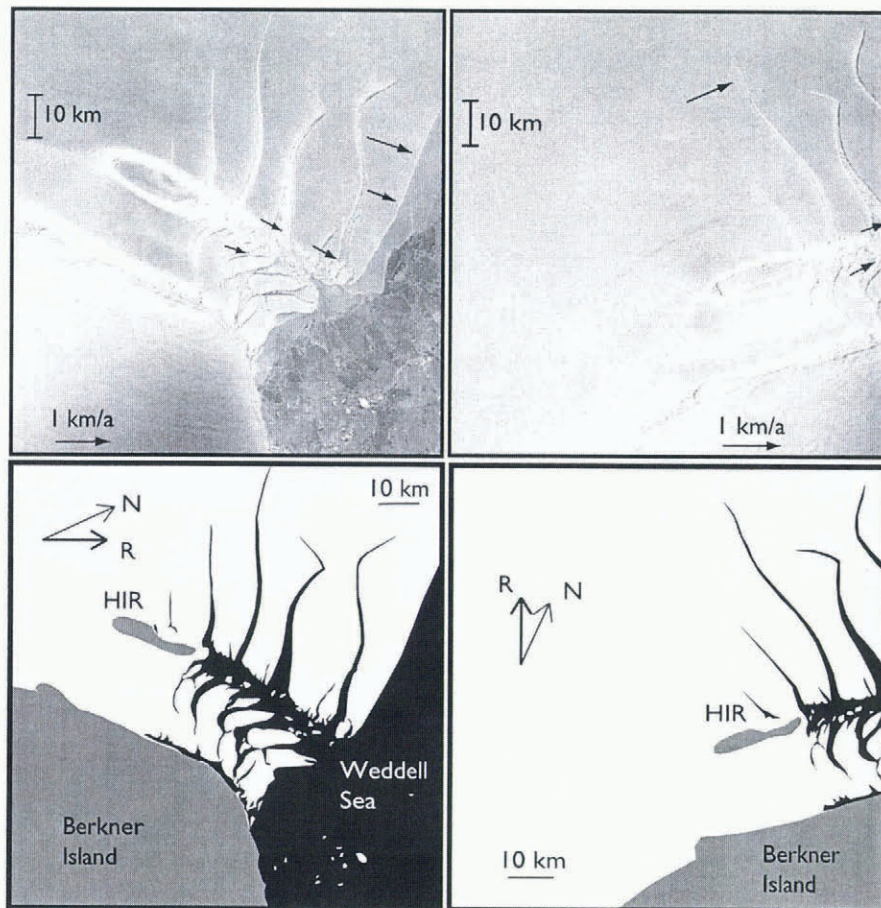 10 km
1 km/a
10 km
1 km/a
10 km
N
R
HIR
Weddell
Sea
Berkner
Island
R
N
HIR
10 km
Berkner
Island